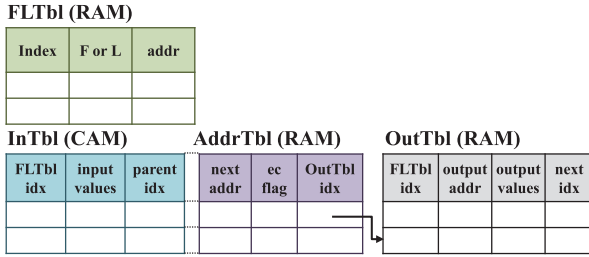 FLTbl (RAM)
Index F or L addr
InTbl (CAM) AddrTbl (RAM) OutTbl (RAM)
FLTbl input parent next ec OutTbl FLTbl output output next
idx values idx addr flag idx idx addr values idx